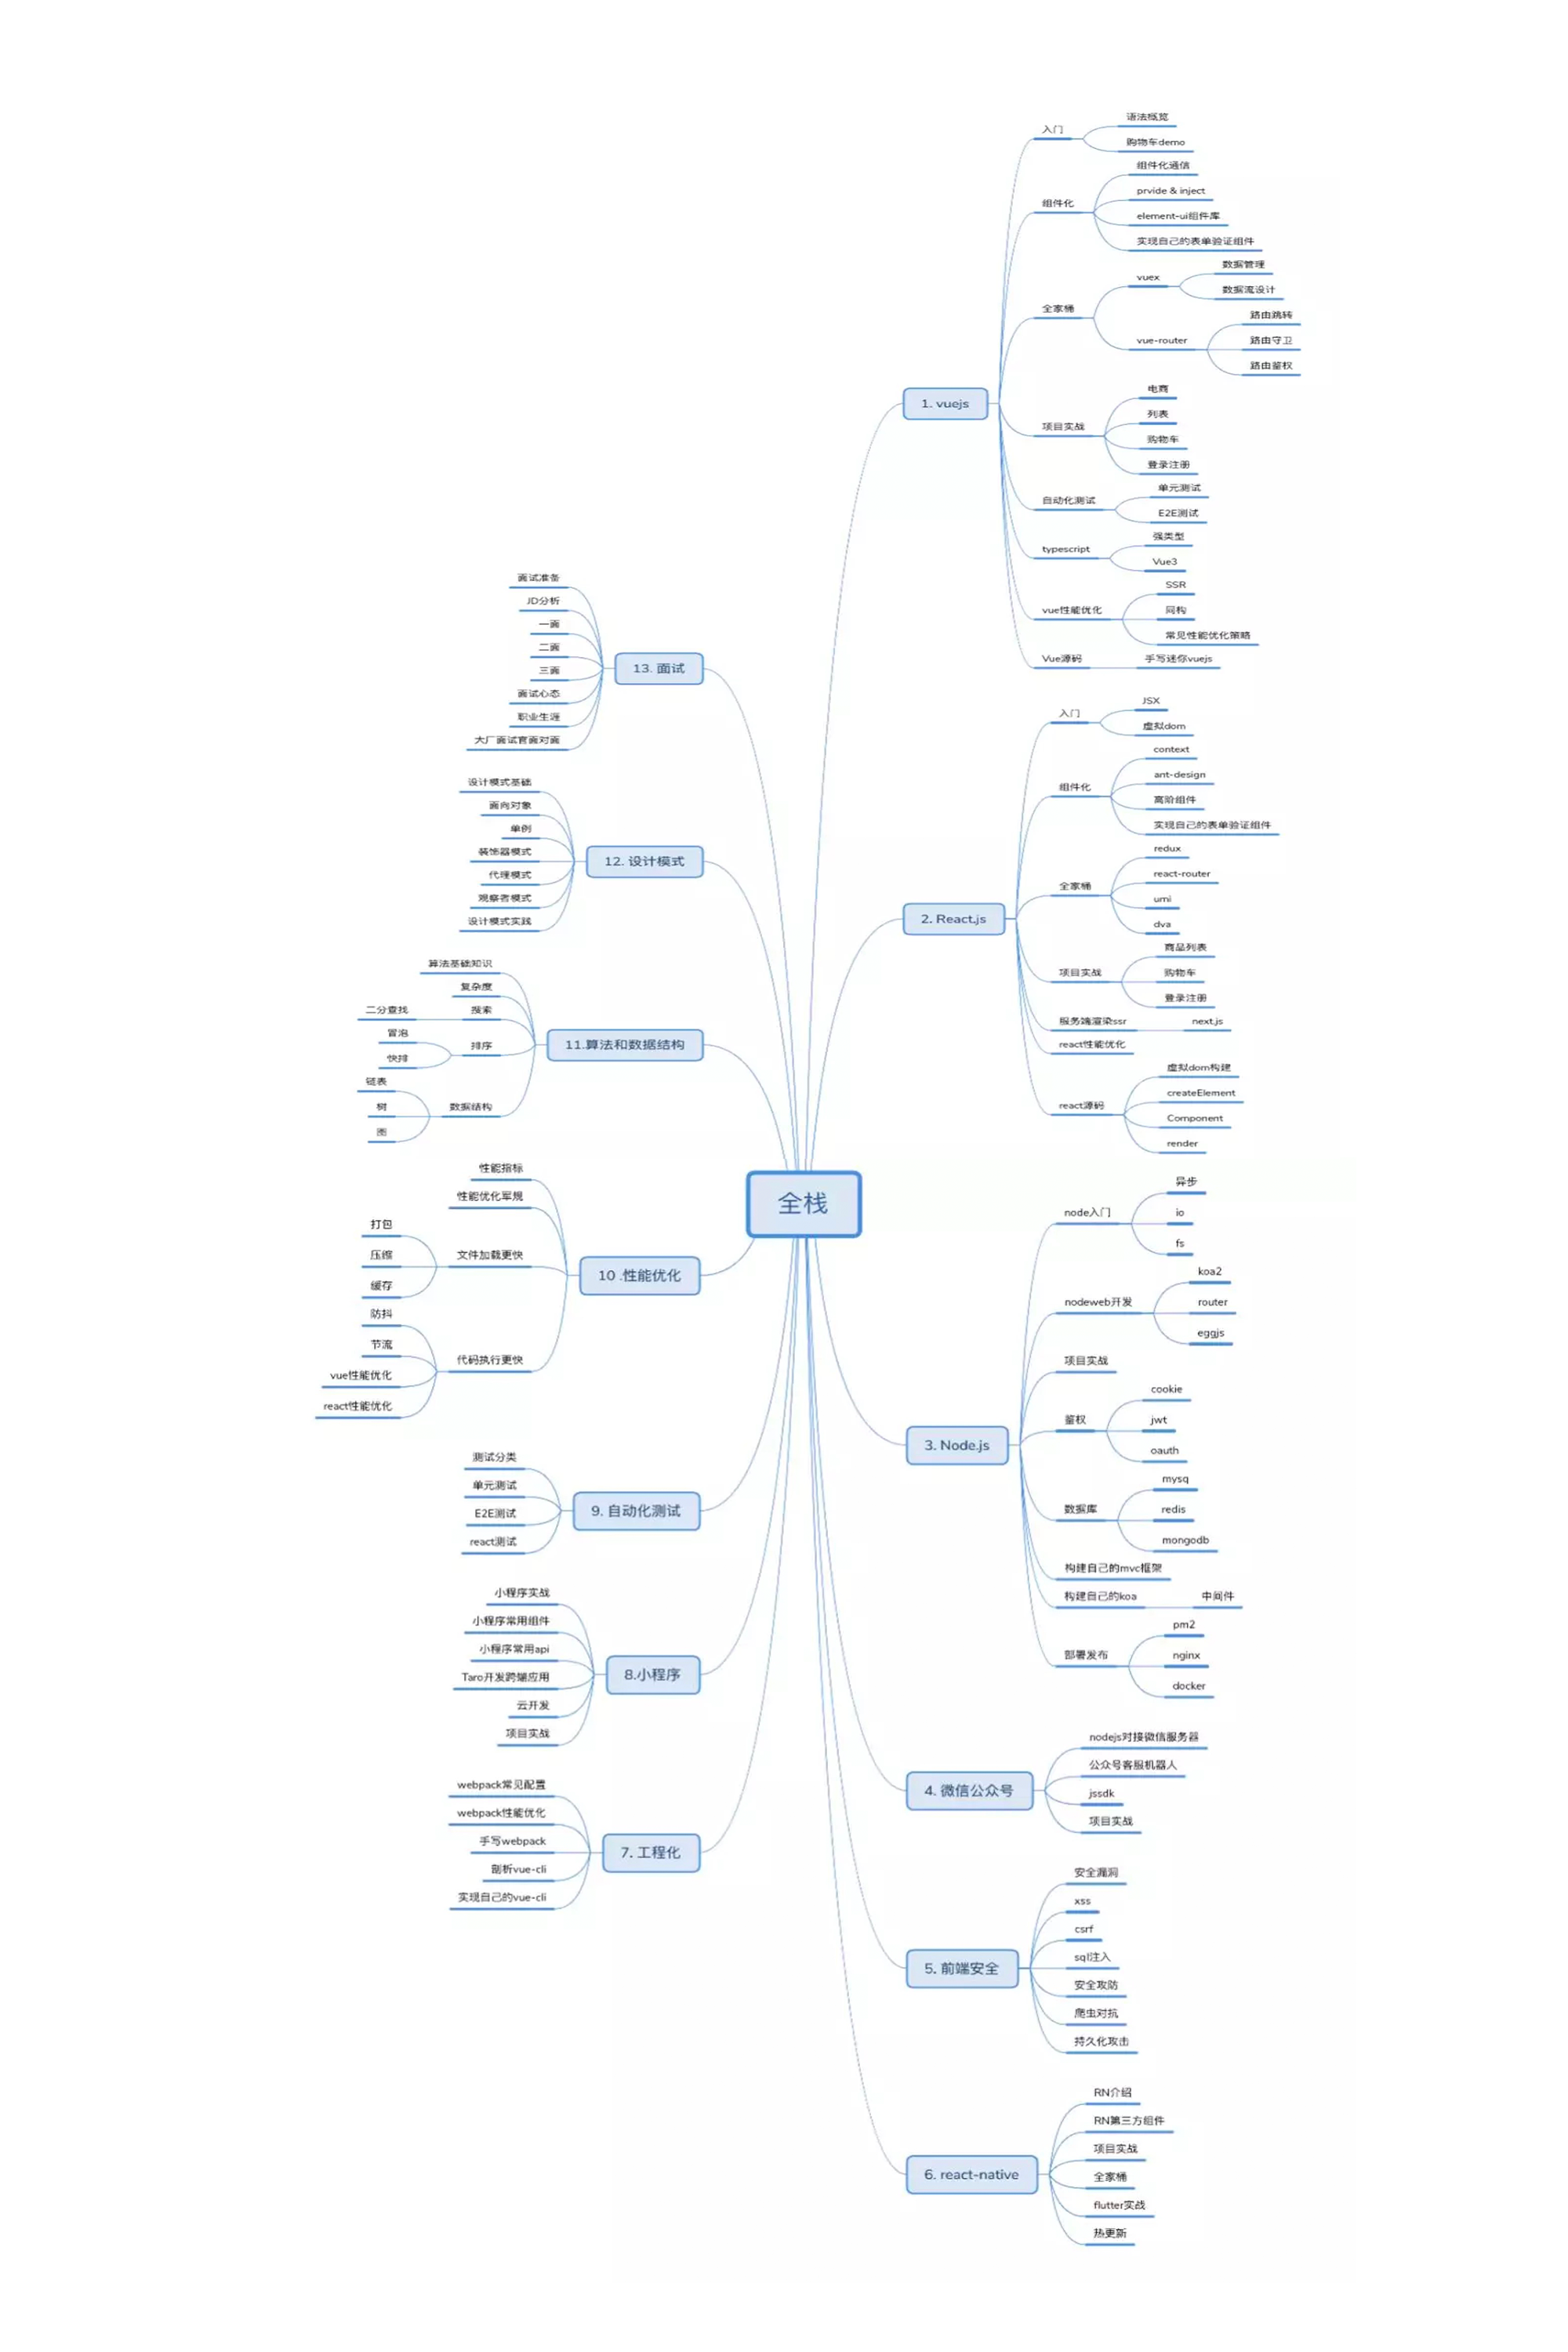 全栈
1. vuejs
入门
语法概览
购物车demo
组件化
组件化通信
prvide & inject
element-ui组件库
实现自己的表单验证组件
全家桶
vuex
数据管理
数据流设计
vue-router
路由跳转
路由守卫
路由鉴权
项目实战
电商
列表
购物车
登录注册
自动化测试
单元测试
E2E测试
typescript
强类型
Vue3
vue性能优化
SSR
同构
常见性能优化策略
Vue源码
手写迷你vuejs
2. React.js
入门
JSX
虚拟dom
组件化
context
ant-design
高阶组件
实现自己的表单验证组件
全家桶
redux
react-router
umi
dva
项目实战
商品列表
购物车
登录注册
服务端渲染ssr
next.js
react性能优化
react源码
虚拟dom构建
createElement
Component
render
3. Node.js
node入门
异步
io
fs
nodeweb开发
koa2
router
eggjs
项目实战
鉴权
cookie
jwt
oauth
数据库
mysq
redis
mongodb
构建自己的mvc框架
构建自己的koa
中间件
部署发布
pm2
nginx
docker
4. 微信公众号
nodejs对接微信服务器
公众号客服机器人
jssdk
项目实战
5. 前端安全
安全漏洞
xss
csrf
sql注入
安全攻防
爬虫对抗
持久化攻击
6. react-native
RN介绍
RN第三方组件
项目实战
全家桶
flutter实战
热更新
7. 工程化
webpack常见配置
webpack性能优化
手写webpack
剖析vue-cli
实现自己的vue-cli
8.小程序
小程序实战
小程序常用组件
小程序常用api
Taro开发跨端应用
云开发
项目实战
9. 自动化测试
测试分类
单元测试
E2E测试
react测试
10 .性能优化
性能指标
性能优化军规
文件加载更快
打包
压缩
缓存
代码执行更快
防抖
节流
vue性能优化
react性能优化
11.算法和数据结构
算法基础知识
复杂度
搜索
二分查找
排序
冒泡
快排
数据结构
链表
树
图
12. 设计模式
设计模式基础
面向对象
单例
装饰器模式
代理模式
观察者模式
设计模式实践
13. 面试
面试准备
JD分析
一面
二面
三面
面试心态
职业生涯
大厂面试官面对面